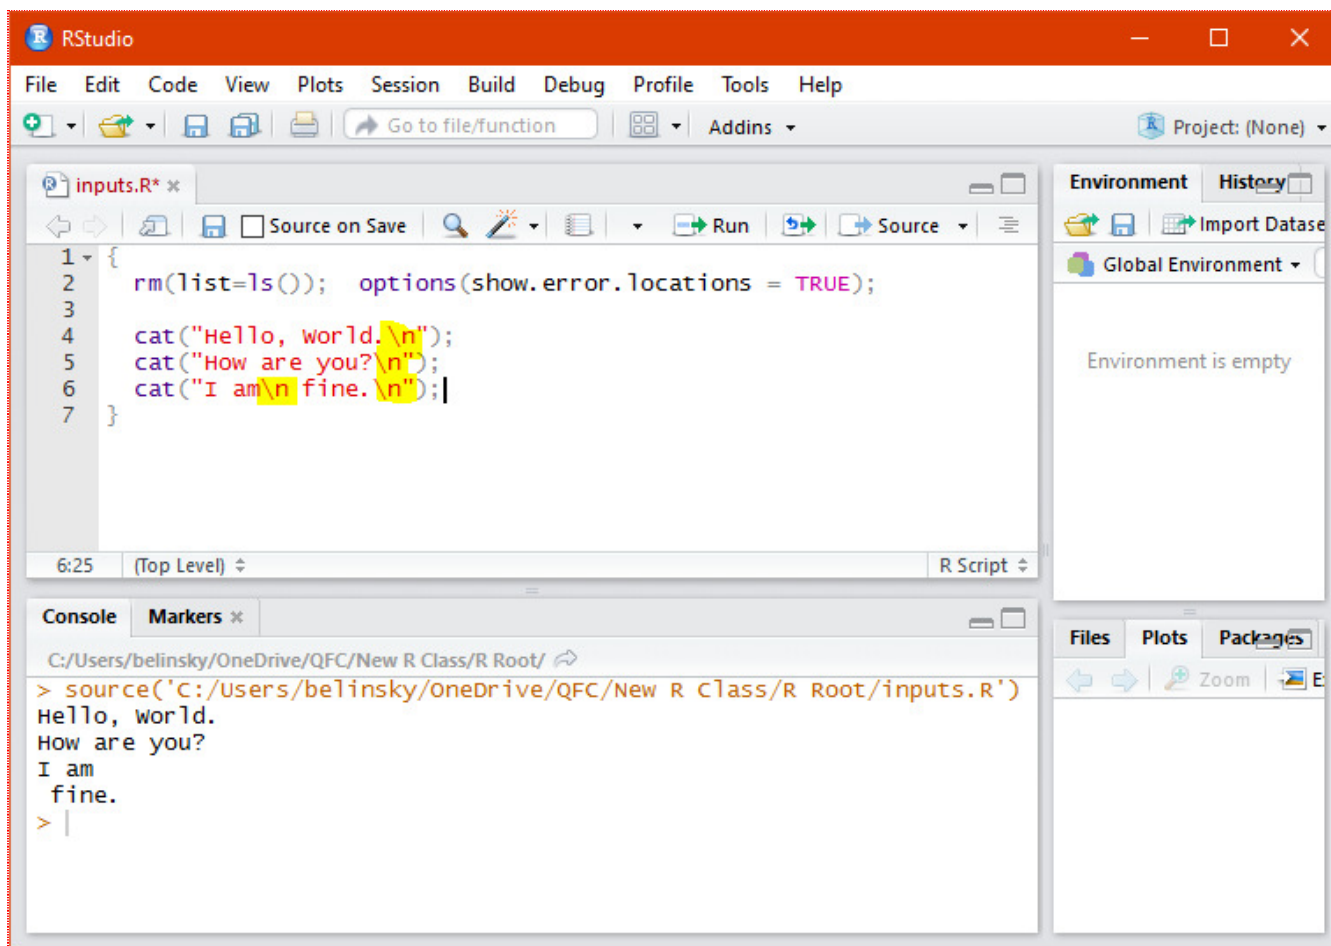 RStudio
File Edit Code View Plots Session Build Debug Profile Tools Help
Go to file/function Addins Project: (None)
inputs.R*
Source on Save Run Source
1 {
2 rm(list=ls()); options(show.error.locations = TRUE);
3
4 cat("Hello, World.\n");
5 cat("How are you?\n");
6 cat("I am\n fine.\n");
7 }
6:25 (Top Level) R Script
Console Markers
C:/Users/belinsky/OneDrive/QFC/New R Class/R Root/
> source('C:/Users/belinsky/OneDrive/QFC/New R Class/R Root/inputs.R')
Hello, World.
How are you?
I am
 fine.
>
Environment History
Import Datase
Global Environment
Environment is empty
Files Plots Packages
Zoom E